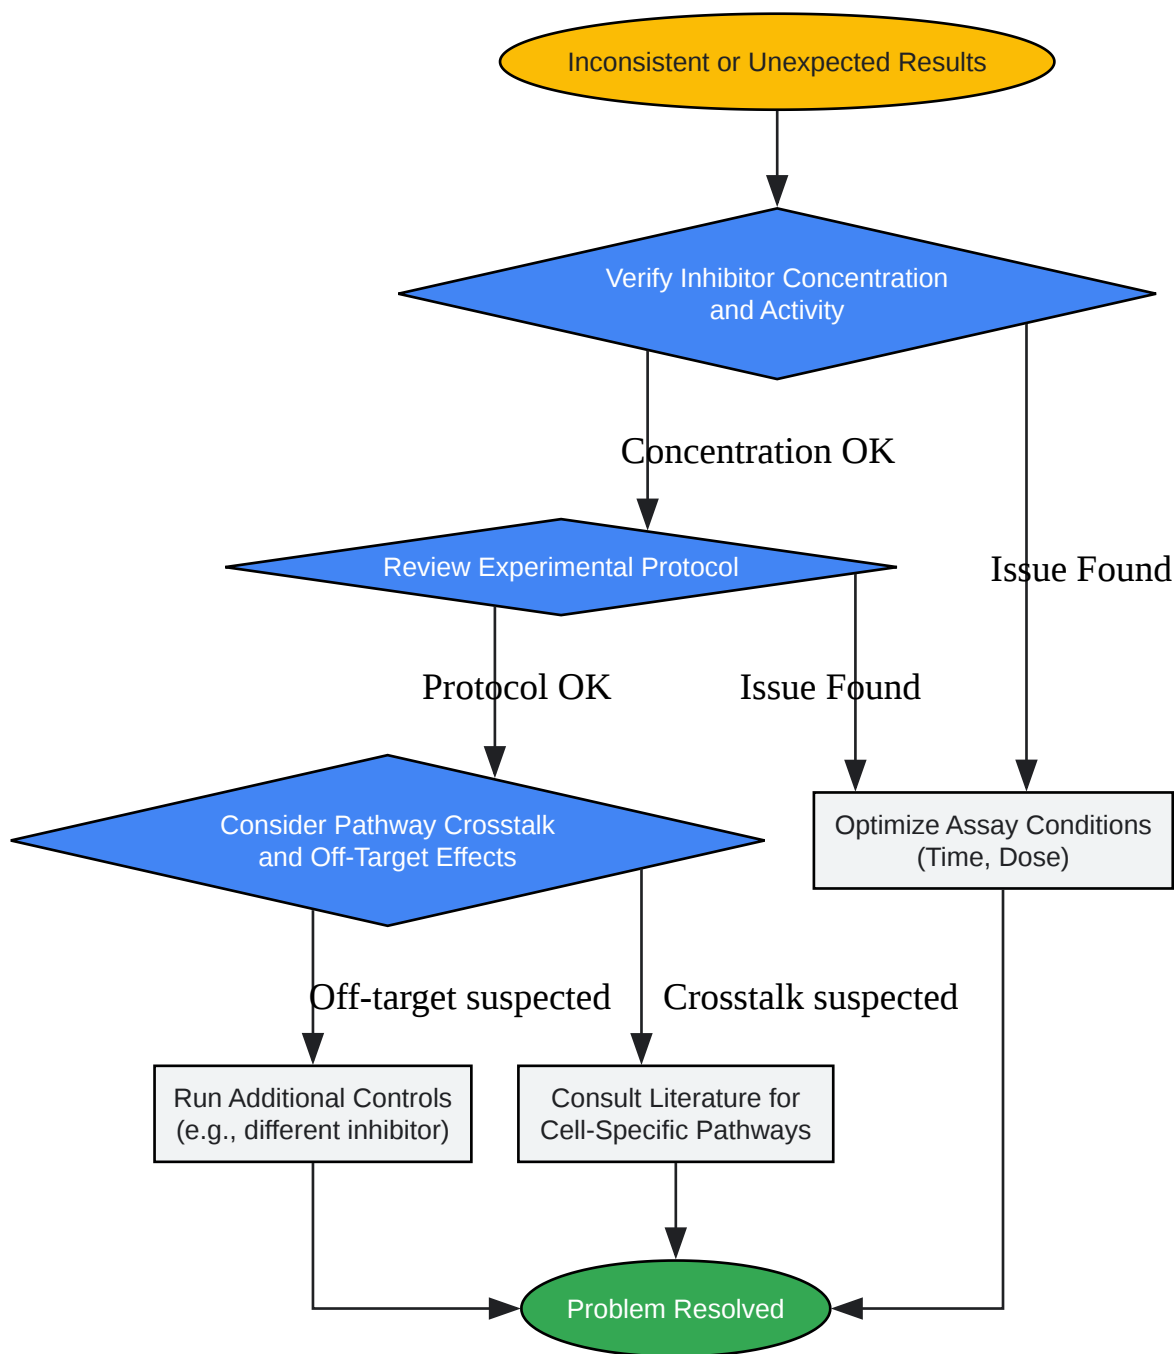 Inconsistent or Unexpected Results
Verify Inhibitor Concentration
and Activity
Concentration OK
Review Experimental Protocol
Issue Found
Protocol OK
Issue Found
Consider Pathway Crosstalk
and Off-Target Effects
Optimize Assay Conditions
(Time, Dose)
Off-target suspected
Crosstalk suspected
Run Additional Controls
(e.g., different inhibitor)
Consult Literature for
Cell-Specific Pathways
Problem Resolved